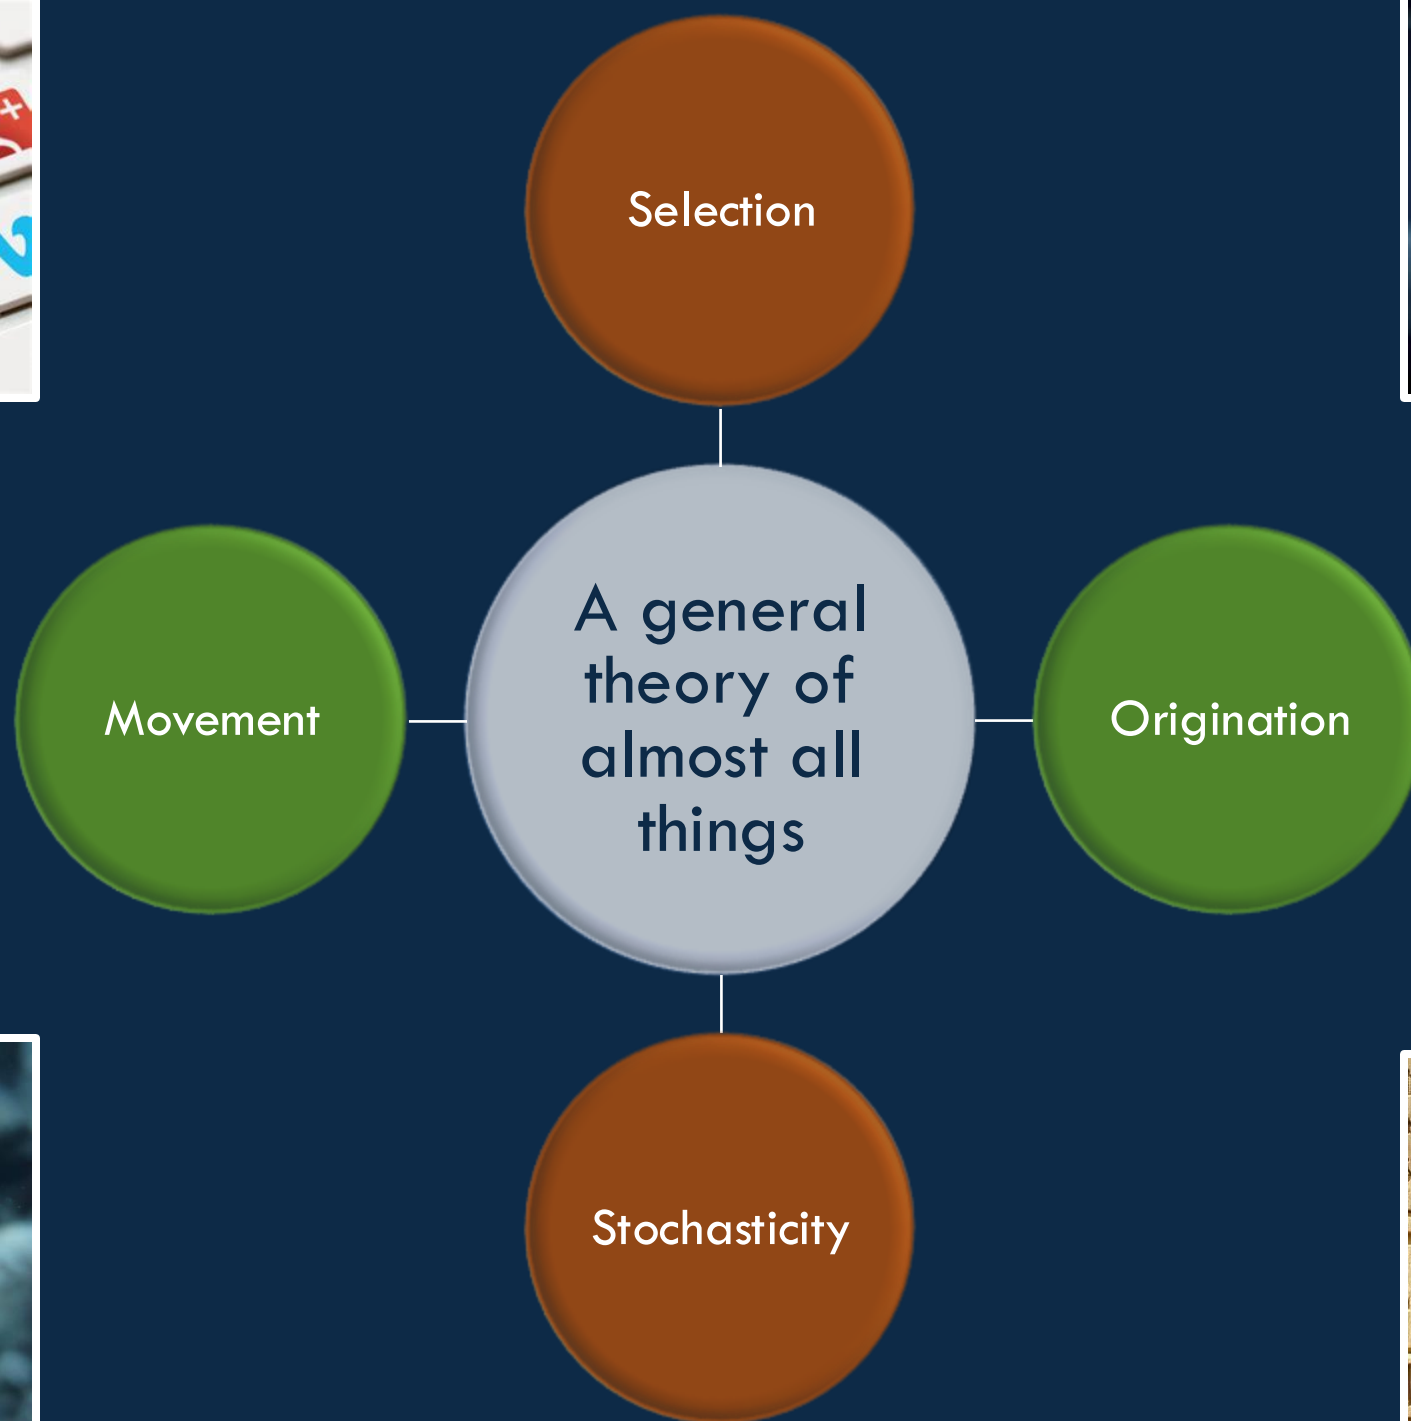 Selection
Movement
A general
theory of
almost all
things
Origination
Stochasticity